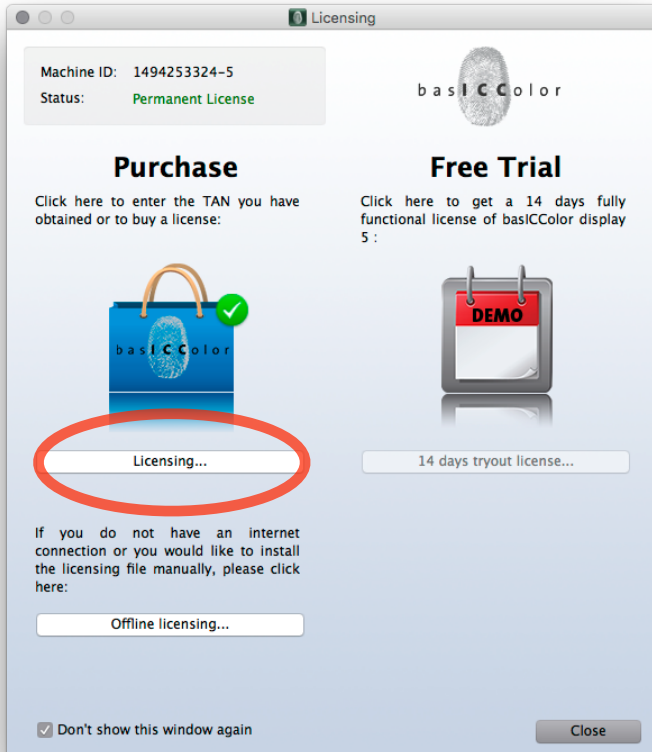 Licensing
Machine ID: 1494253324-5
Status: Permanent License
basICColor
Purchase
Click here to enter the TAN you have
obtained or to buy a license:
basICColor
Licensing...
If you do not have an internet
connection or you would like to install
the licensing file manually, please click
here:
Offline licensing...
Free Trial
Click here to get a 14 days fully
functional license of basICColor display
5 :
DEMO
14 days tryout license...
Don't show this window again
Close